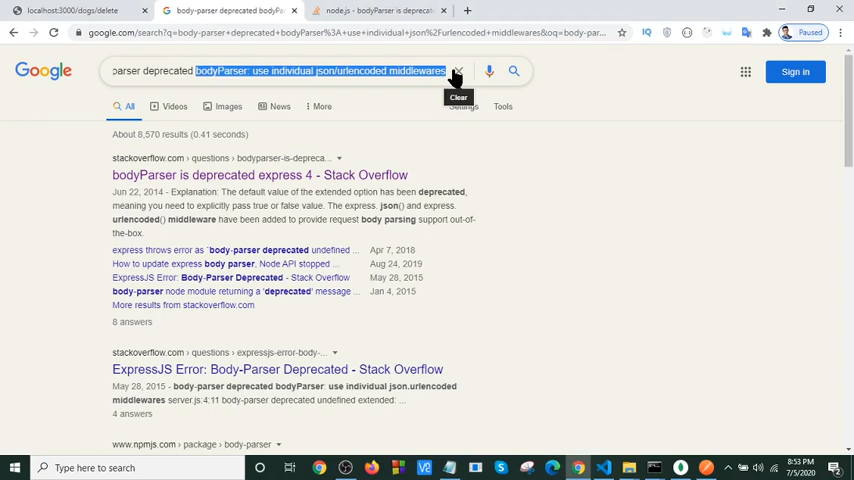 localhost:3000/dogs/delete
body-parser deprecated bodyP
node.js - bodyParser is deprecate
google.com/search?q=body-parser+deprecated+bodyParser%3A+use+individual+json%2Furlencoded+middlewares&oq=body-par...
Paused
Google
parser deprecated bodyParser: use individual json/urlencoded middlewares
Sign in
Clear
All
Videos
Images
News
More
Settings
Tools
About 8,570 results (0.41 seconds)
stackoverflow.com › questions › bodyparser-is-depreca...
bodyParser is deprecated express 4 - Stack Overflow
Jun 22, 2014 - Explanation: The default value of the extended option has been deprecated,
meaning you need to explicitly pass true or false value. The express. json() and express.
urlencoded() middleware have been added to provide request body parsing support out-of-
the-box.
express throws error as `body-parser deprecated undefined ... Apr 7, 2018
How to update express body parser, Node API stopped ... Aug 24, 2019
ExpressJS Error: Body-Parser Deprecated - Stack Overflow May 28, 2015
body-parser node module returning a 'deprecated' message ... Jan 4, 2015
More results from stackoverflow.com
8 answers
stackoverflow.com › questions › expressjs-error-body-...
ExpressJS Error: Body-Parser Deprecated - Stack Overflow
May 28, 2015 - body-parser deprecated bodyParser: use individual json.urlencoded
middlewares server.js:4:11 body-parser deprecated undefined extended: ...
4 answers
www.npmjs.com › package › body-parser
Type here to search
8:53 PM
7/5/2020